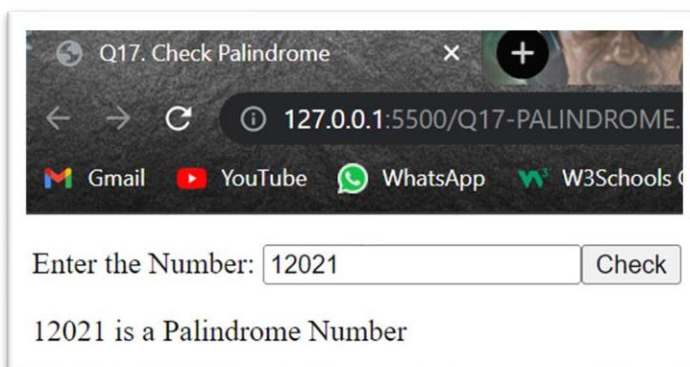 Q17. Check Palindrome
127.0.0.1:5500/Q17-PALINDROME.
Gmail YouTube WhatsApp W3Schools
Enter the Number: 12021 Check
12021 is a Palindrome Number